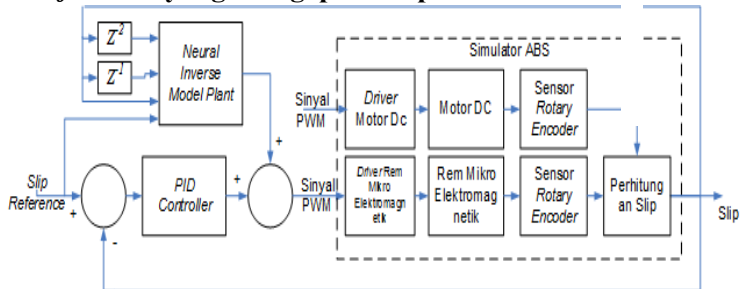 Z²
Z¹
Neural
Inverse
Model Plant
Simulator ABS
Sinyal
PWM
Driver
Motor Dc
Motor DC
Sensor
Rotary
Encoder
+
Slip
Reference
+
-
PID
Controller
+
Sinyal
PWM
Driver Rem
Mikro
Elektromagn
etik
Rem Mikro
Elektromag
netik
Sensor
Rotary
Encoder
Perhitung
an Slip
Slip